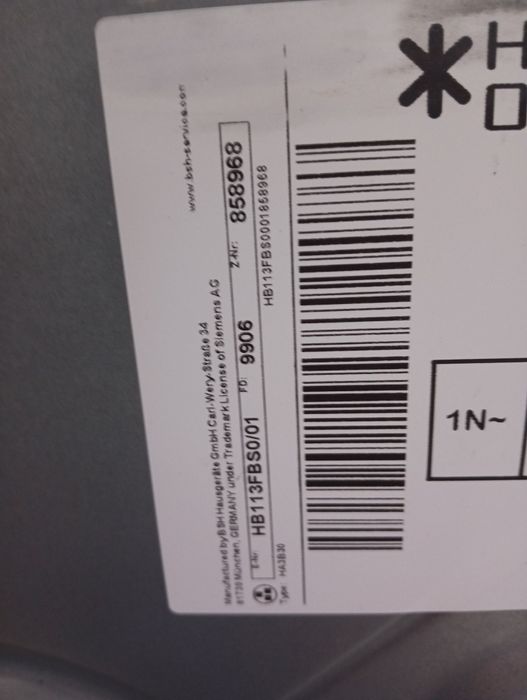 www.bsh-service.com
Manufactured by BSH Hausgeräte GmbH Carl-Wery-Straße 34
81739 München, GERMANY under Trademark License of Siemens AG
E-Nr: HB113FBS0/01 FD: 9906 Z-Nr: 858968
Type: HA3B30 HB113FBS0001858968
1N~